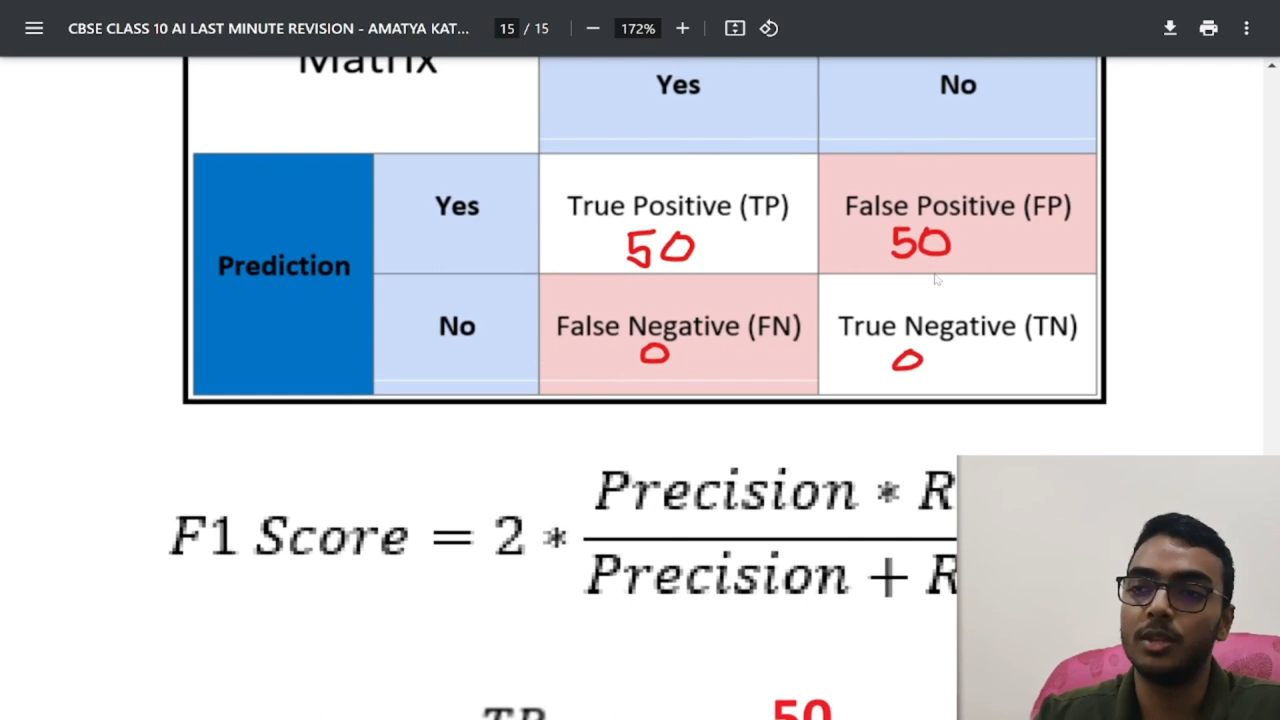 CBSE CLASS 10 AI LAST MINUTE REVISION - AMATYA KAT...
15 / 15
172%
Matrix
Yes No
Yes True Positive (TP) False Positive (FP)
50 50
Prediction
No False Negative (FN) True Negative (TN)
0 0
Precision * R
F1 Score = 2 *
Precision + R
TP 50